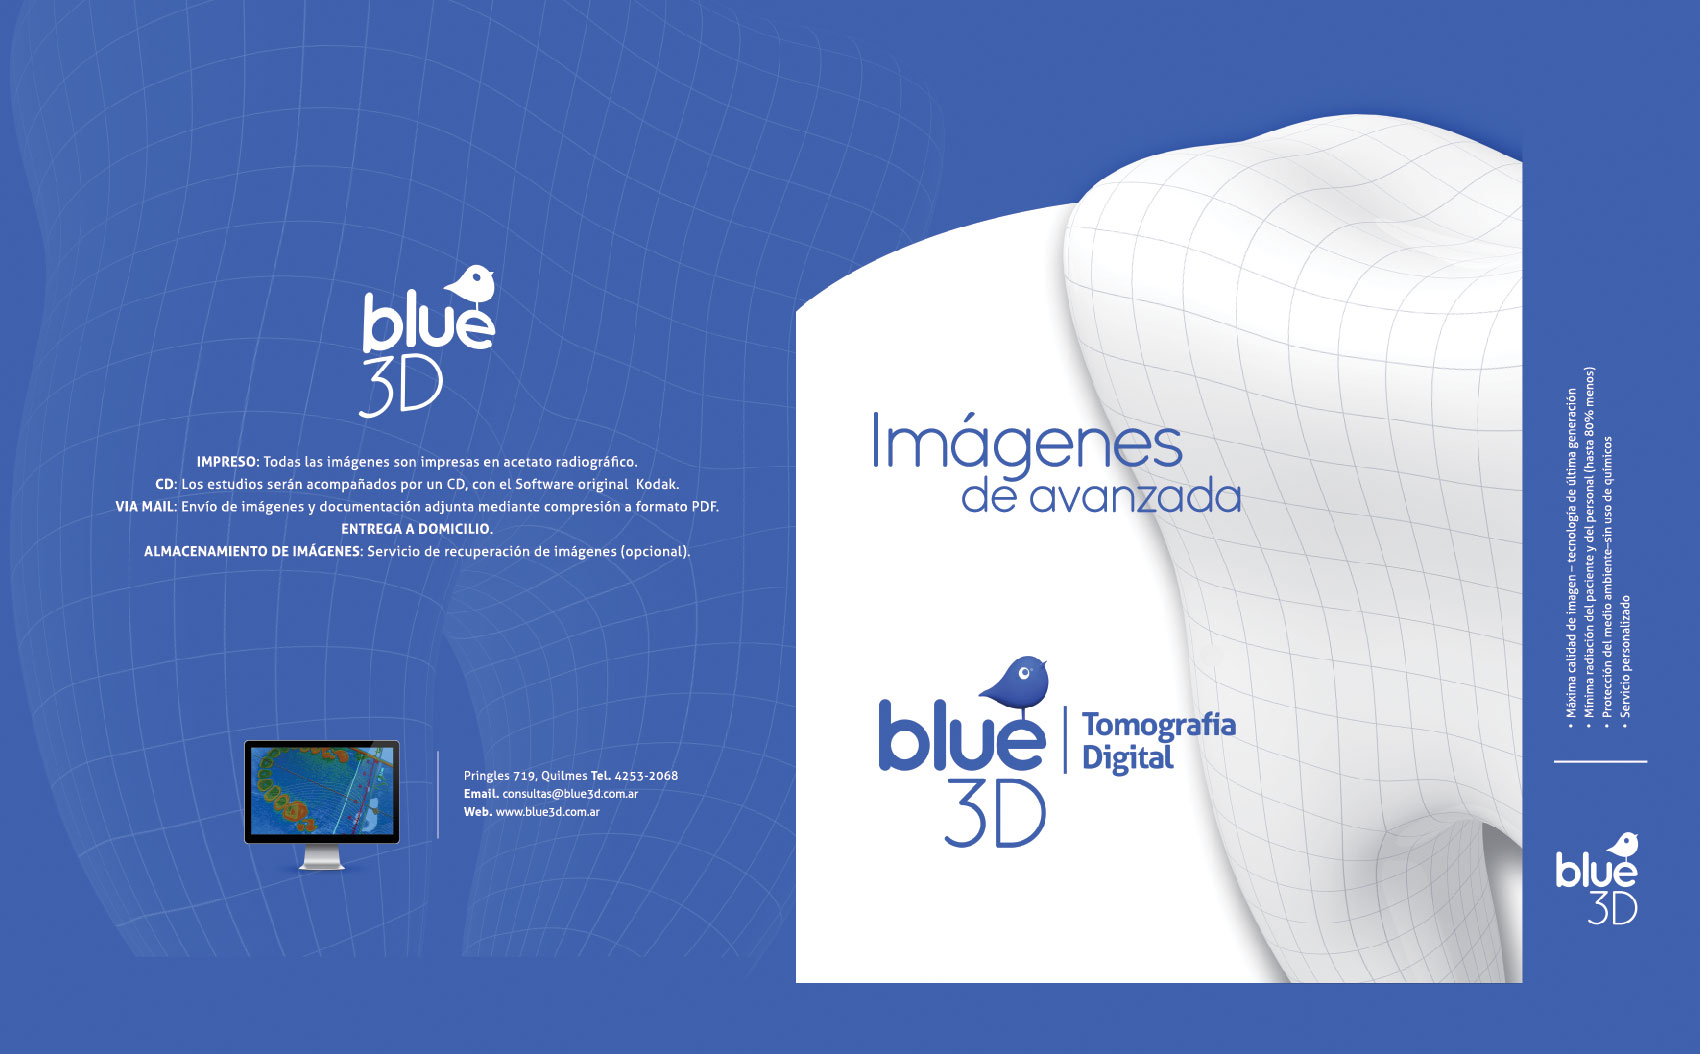 blue
3D
IMPRESO: Todas las imágenes son impresas en acetato radiográfico.
CD: Los estudios serán acompañados por un CD, con el Software original Kodak.
VIA MAIL: Envío de imágenes y documentación adjunta mediante compresión a formato PDF.
ENTREGA A DOMICILIO.
ALMACENAMIENTO DE IMÁGENES: Servicio de recuperación de imágenes (opcional).
Pringles 719, Quilmes Tel. 4253-2068
Email. consultas@blue3d.com.ar
Web. www.blue3d.com.ar
Imágenes
de avanzada
blue
3D
Tomografia
Digital
• Máxima calidad de imagen – tecnología de última generación
• Mínima radiación del paciente y del personal (hasta 80% menos)
• Protección del medio ambiente–sin uso de químicos
• Servicio personalizado
blue
3D